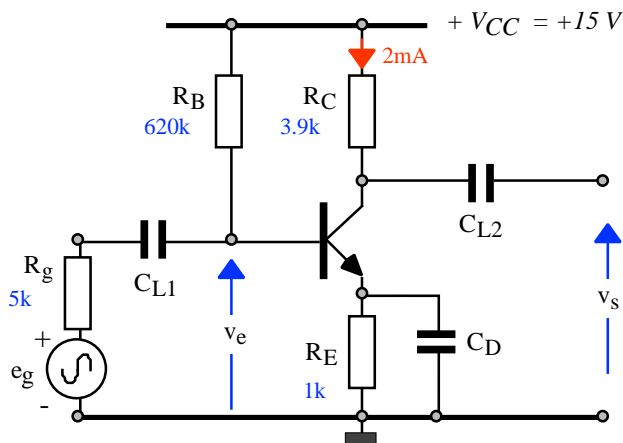 + VCC = +15 V
2mA
RB
620k
RC
3.9k
CL2
CL1
Rg
5k
+
eg
-
ve
RE
1k
CD
vs